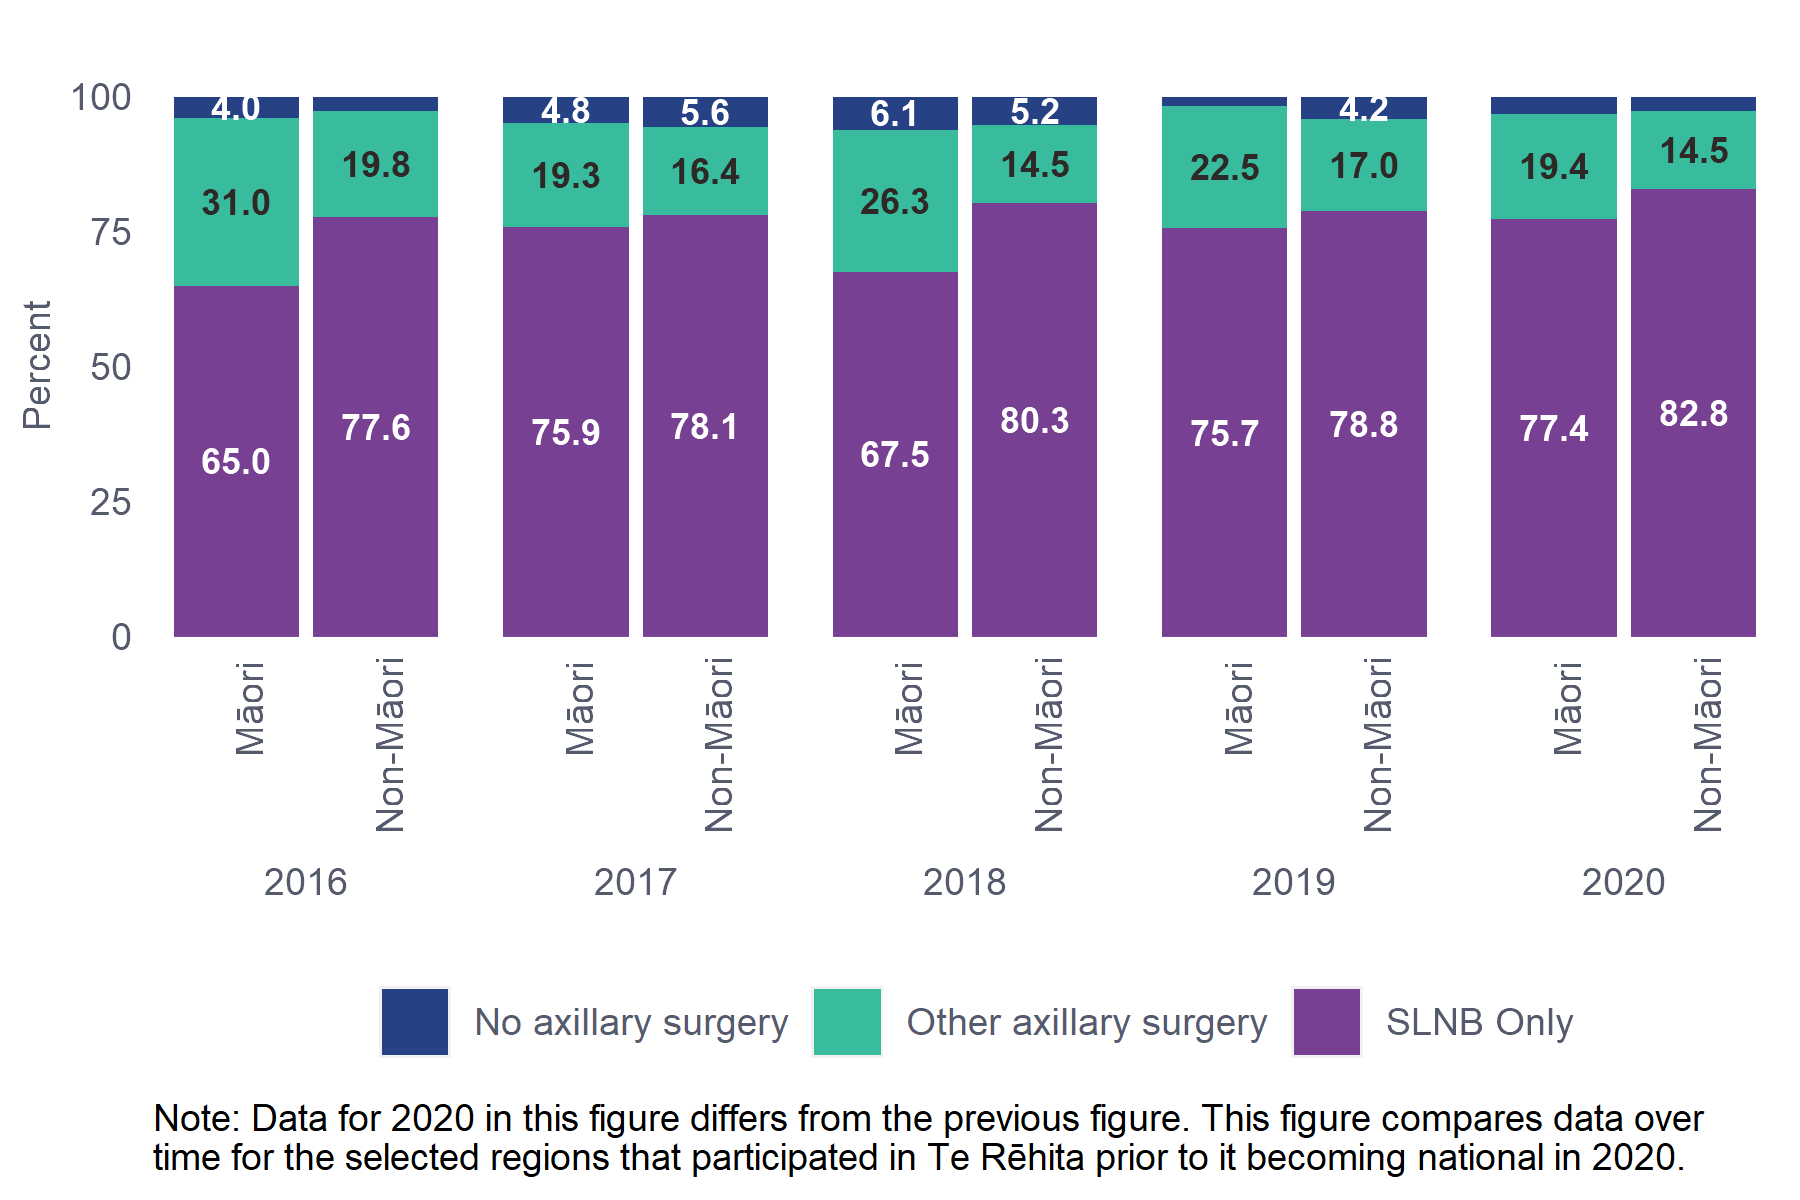 100
75
50
25
0
Percent
4.0
31.0
65.0
19.8
77.6
4.8
19.3
75.9
5.6
16.4
78.1
6.1
26.3
67.5
5.2
14.5
80.3
22.5
75.7
4.2
17.0
78.8
19.4
77.4
14.5
82.8
Māori
Non-Māori
Māori
Non-Māori
Māori
Non-Māori
Māori
Non-Māori
Māori
Non-Māori
2016
2017
2018
2019
2020
No axillary surgery
Other axillary surgery
SLNB Only
Note: Data for 2020 in this figure differs from the previous figure. This figure compares data over
time for the selected regions that participated in Te Rēhita prior to it becoming national in 2020.